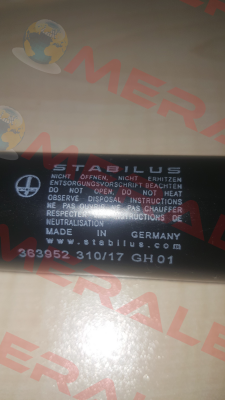 STABILUS
NICHT ÖFFNEN, NICHT ERHITZEN
ENTSORGUNGSVORSCHRIFT BEACHTEN
DO NOT OPEN, DO NOT HEAT
OBSERVE DISPOSAL INSTRUCTIONS
NE PAS OUVRIR NE PAS CHAUFFER
RESPECTER INSTRUCTIONS DE
NEUTRALISATION
MADE IN GERMANY
www.stabilus.com
363952 310/17 GH01
MERALE